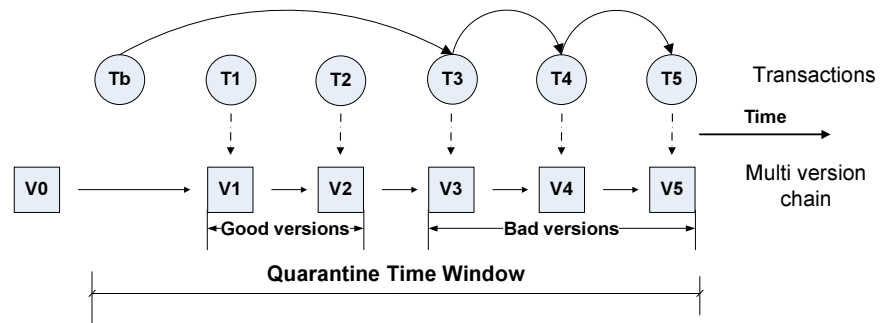 Tb T1 T2 T3 T4 T5 Transactions
Time
V0 V1 V2 V3 V4 V5 Multi version
chain
Good versions Bad versions
Quarantine Time Window